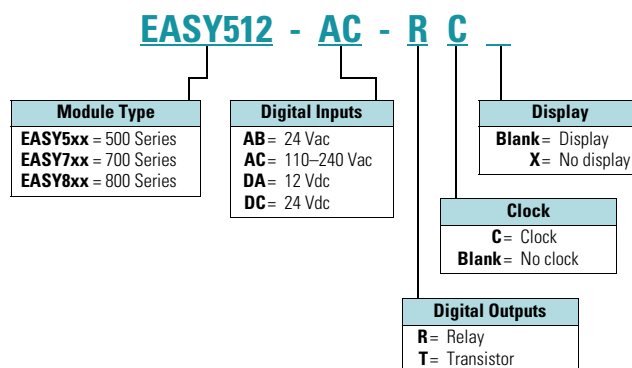 EASY512 - AC - R C _
Module Type
EASY5xx = 500 Series
EASY7xx = 700 Series
EASY8xx = 800 Series
Digital Inputs
AB = 24 Vac
AC = 110–240 Vac
DA = 12 Vdc
DC = 24 Vdc
Display
Blank = Display
X = No display
Clock
C = Clock
Blank = No clock
Digital Outputs
R = Relay
T = Transistor